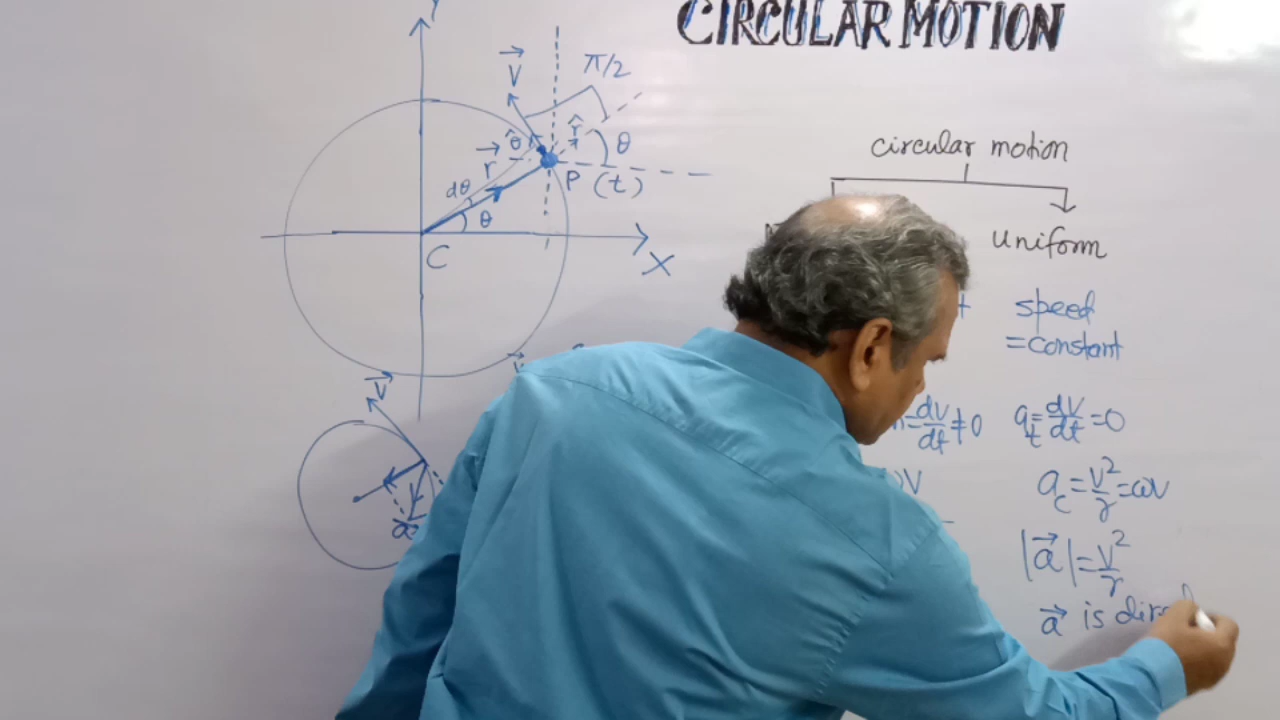 CIRCULAR MOTION
Y
V⃗
π/2
θ̂
r̂
θ
r⃗
P (t)
dθ
θ
C
X
circular motion
Uniform
speed
=constant
V⃗
=dV/dt≠0
a_t=dV/dt=0
a_c=V²/r=ωV
|a⃗|=V²/r
a⃗ is direc